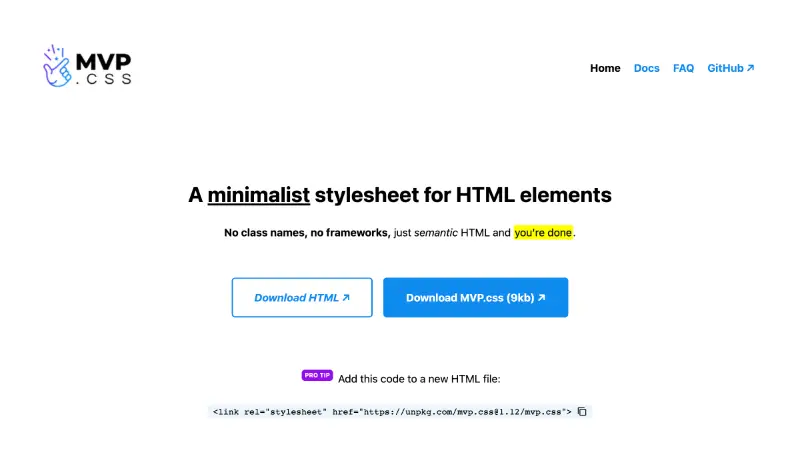 MVP
.CSS
Home Docs FAQ GitHub ↗
A minimalist stylesheet for HTML elements
No class names, no frameworks, just semantic HTML and you're done.
Download HTML ↗ Download MVP.css (9kb) ↗
PRO TIP Add this code to a new HTML file:
<link rel="stylesheet" href="https://unpkg.com/mvp.css@1.12/mvp.css">